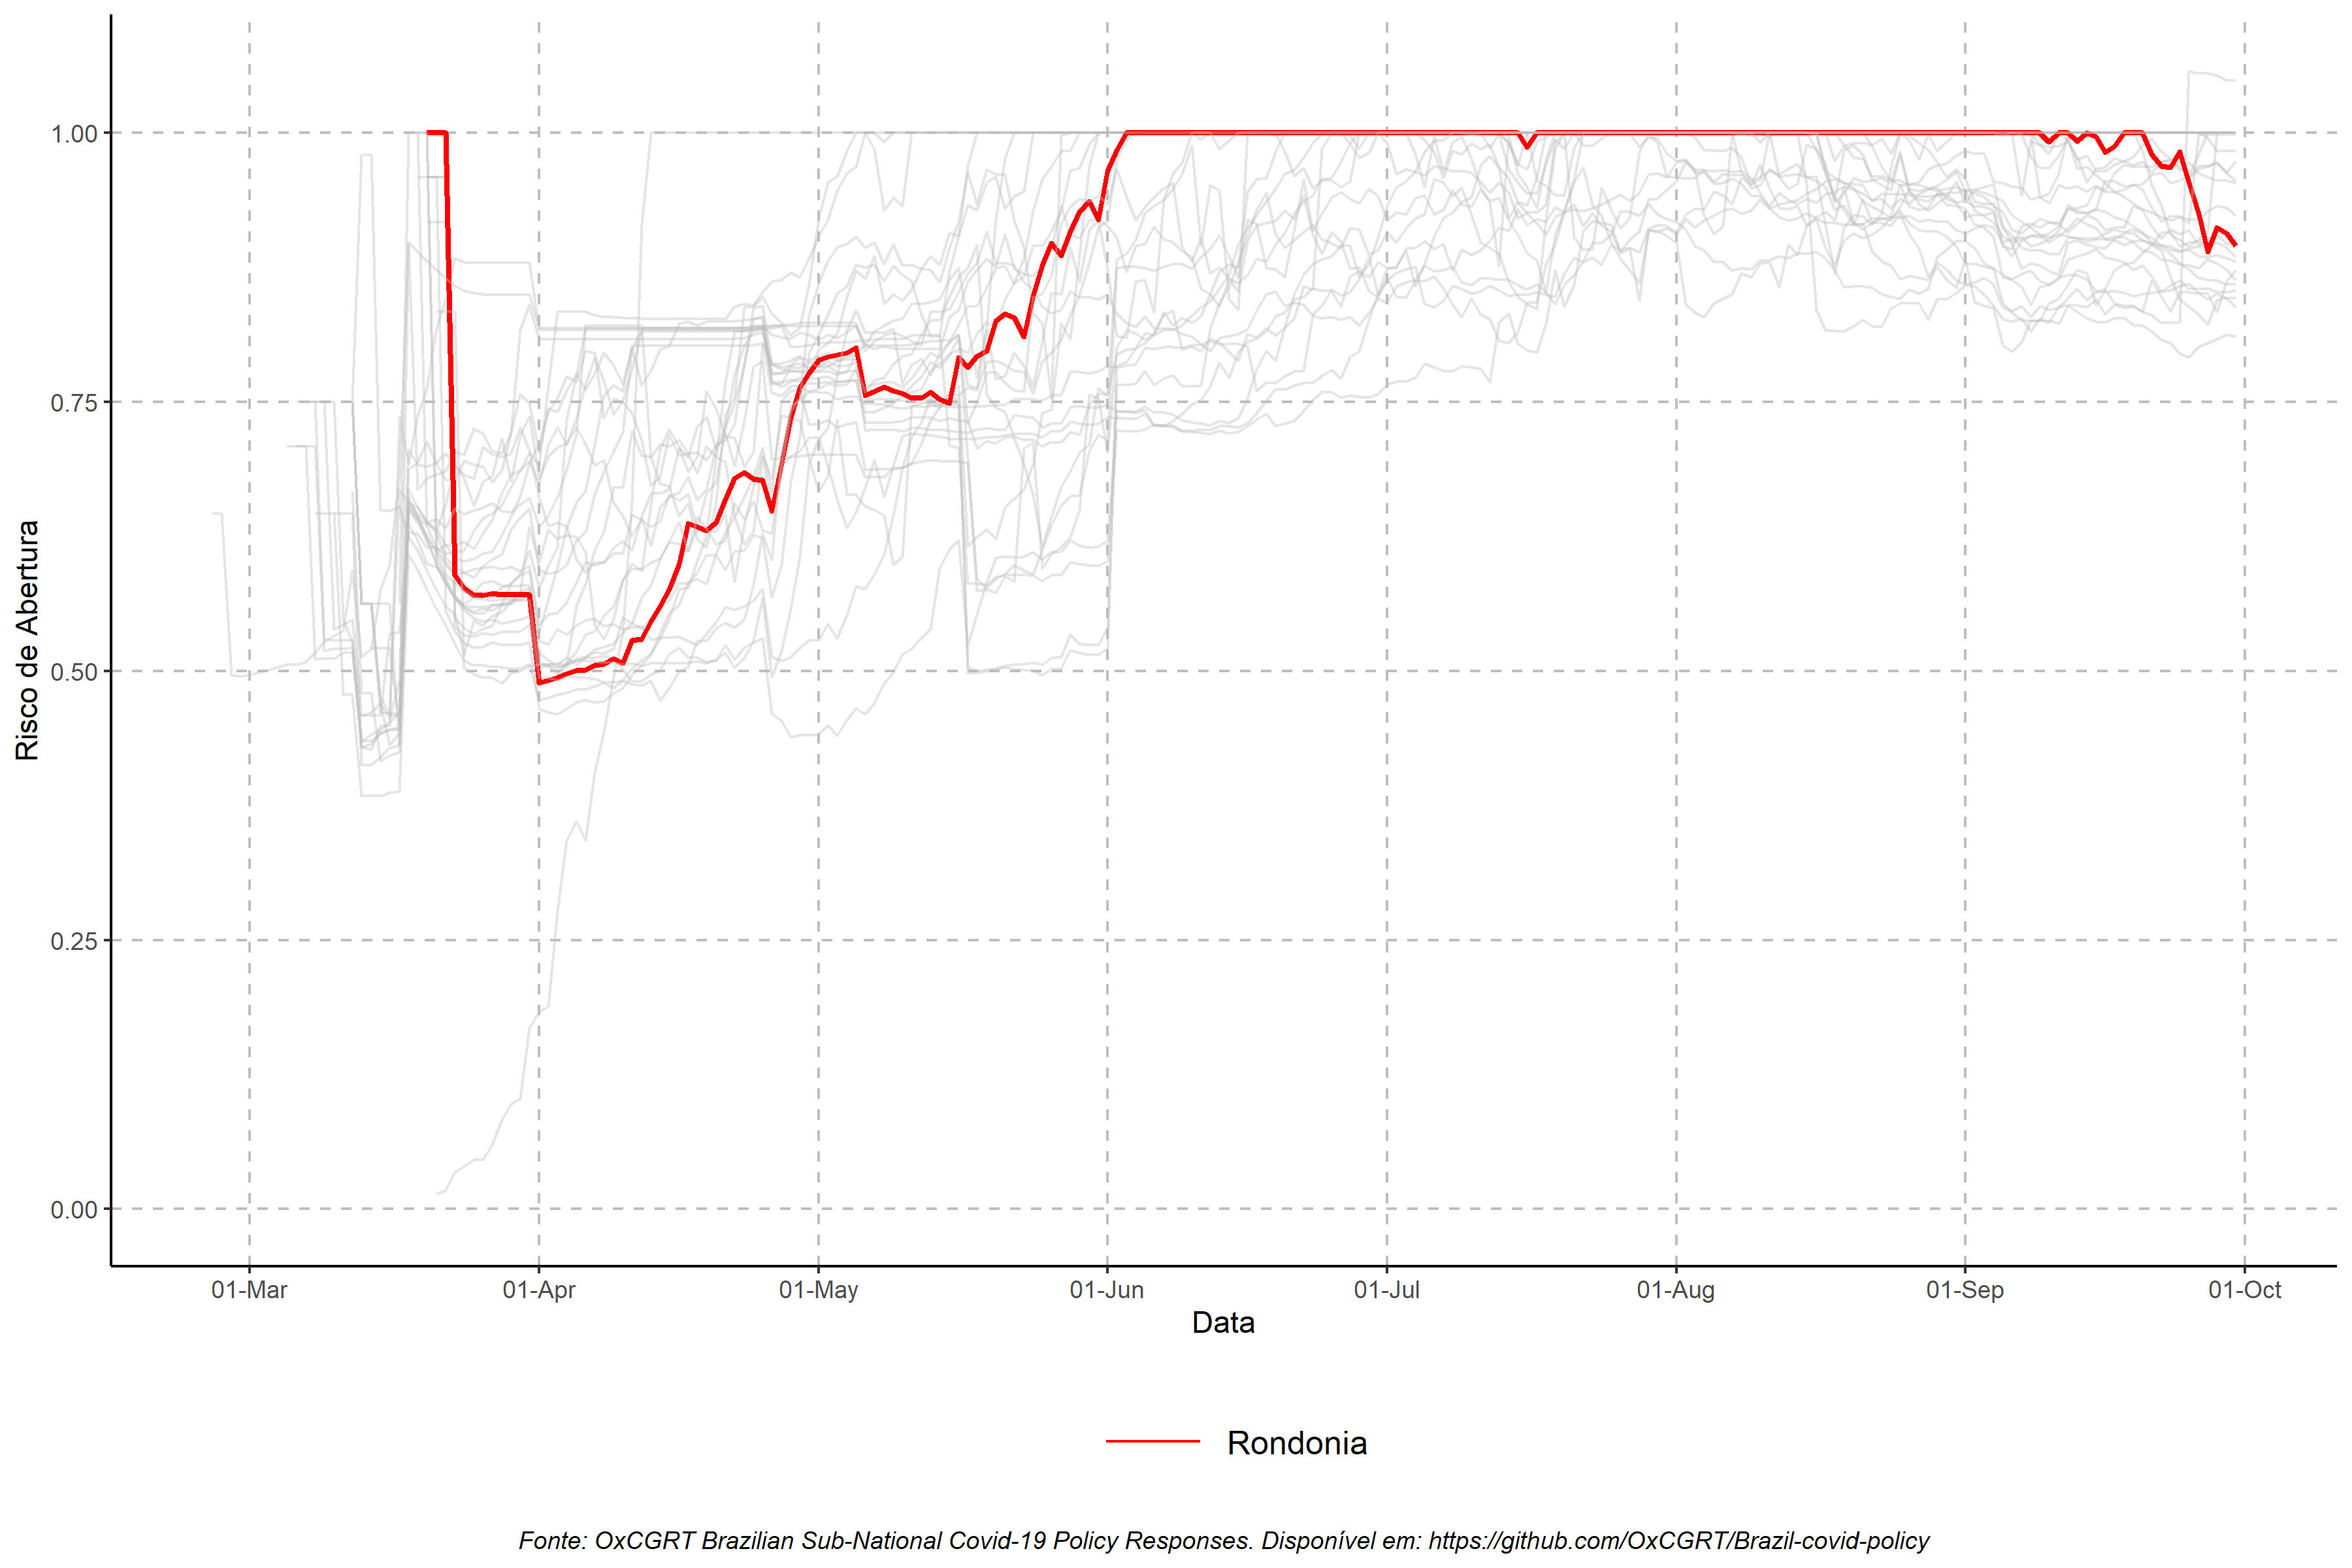 Risco de Abertura
1.00
0.75
0.50
0.25
0.00
01-Mar 01-Apr 01-May 01-Jun 01-Jul 01-Aug 01-Sep 01-Oct
Data
Rondonia
Fonte: OxCGRT Brazilian Sub-National Covid-19 Policy Responses. Disponível em: https://github.com/OxCGRT/Brazil-covid-policy